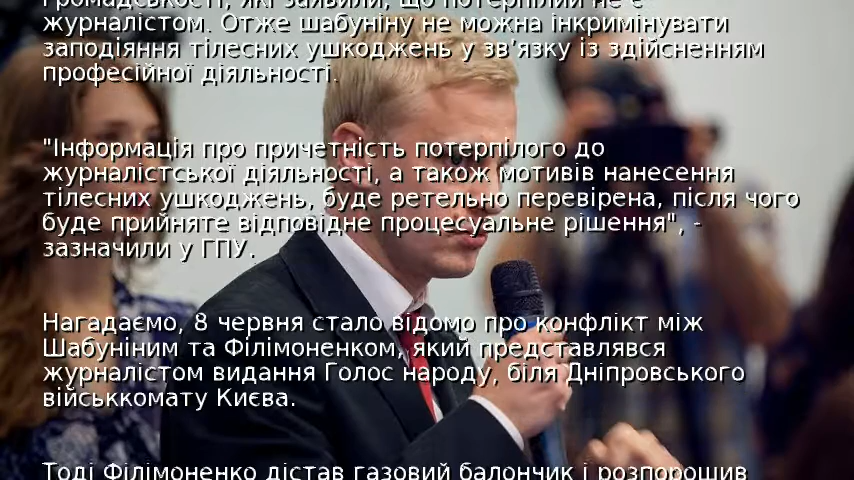 громадськості, які заявили, що потерпілий не є
журналістом. Отже шабуніну не можна інкримінувати
заподіяння тілесних ушкоджень у зв'язку із здійсненням
професійної діяльності.
"Інформація про причетність потерпілого до
журналістської діяльності, а також мотивів нанесення
тілесних ушкоджень, буде ретельно перевірена, після чого
буде прийняте відповідне процесуальне рішення", -
зазначили у ГПУ.
Нагадаємо, 8 червня стало відомо про конфлікт між
Шабуніним та Філімоненком, який представлявся
журналістом видання Голос народу, біля Дніпровського
військкомату Києва.
Тоді Філімоненко дістав газовий балончик і розпорошив